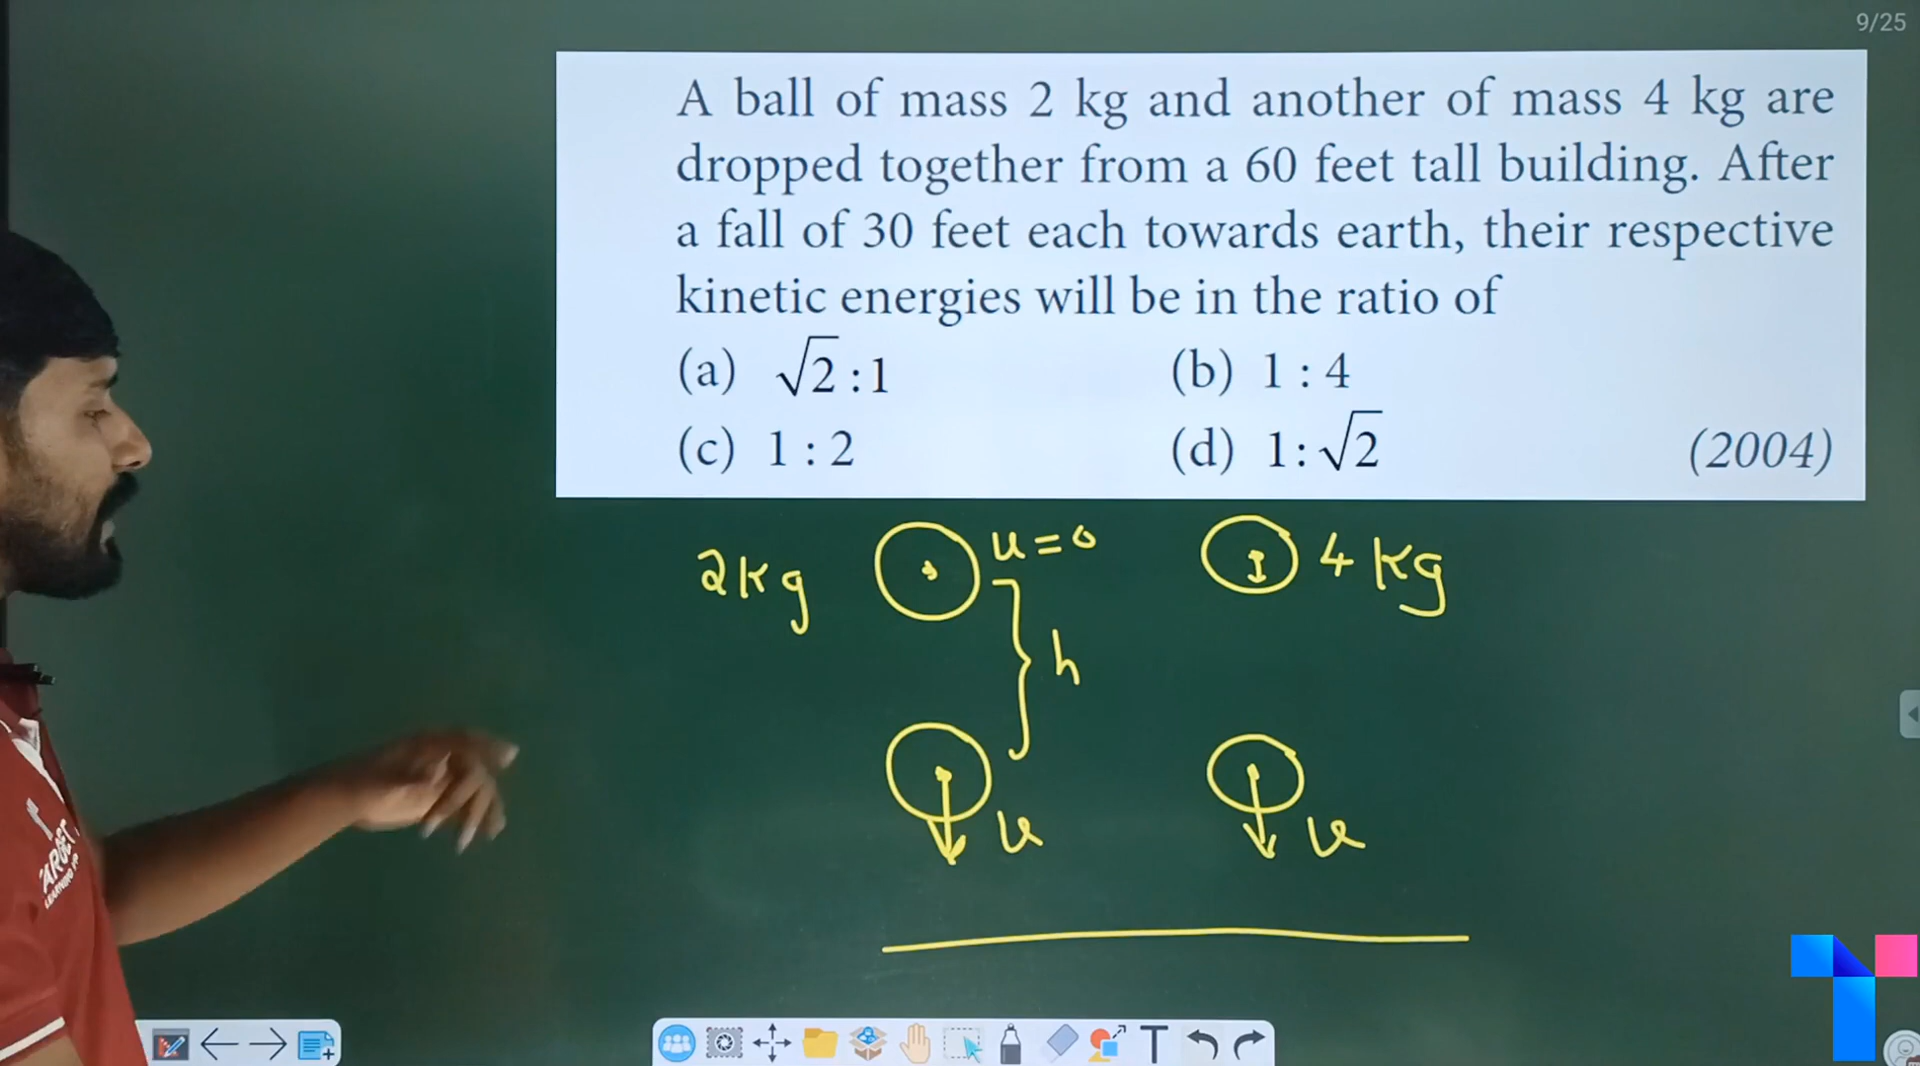 9/25
A ball of mass 2 kg and another of mass 4 kg are
dropped together from a 60 feet tall building. After
a fall of 30 feet each towards earth, their respective
kinetic energies will be in the ratio of
(a) √2 : 1 (b) 1 : 4
(c) 1 : 2 (d) 1 : √2 (2004)
2kg u=0 4 kg
h
v v
T